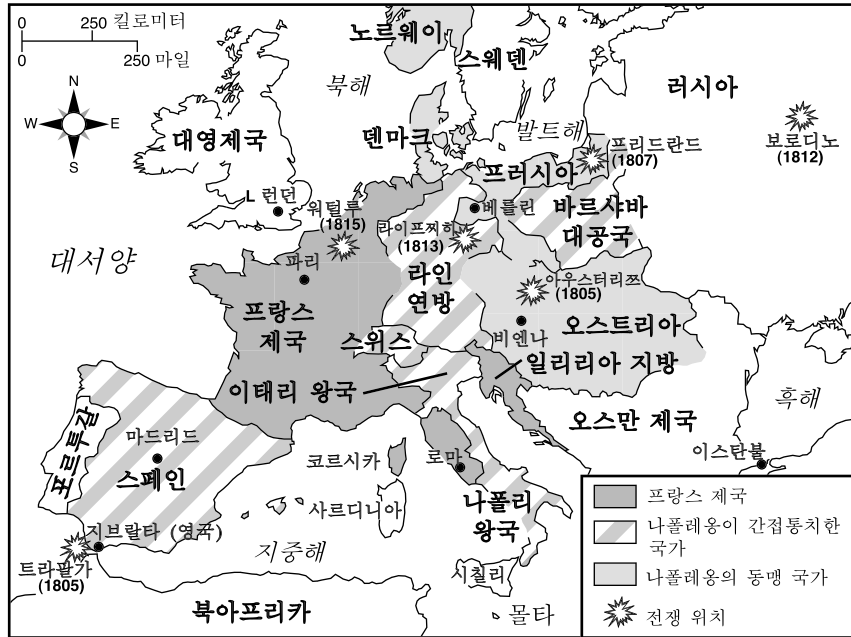 0 250 킬로미터
0 250 마일
N
W E
S
노르웨이
스웨덴
북해
러시아
대영제국
덴마크
발트해
프리드란드
(1807)
보로디노
(1812)
프러시아
L 런던
워털루
(1815)
베를린
바르샤바
대공국
라이프찌히
(1813)
대서양
파리
라인
연방
아우스터리쯔
(1805)
프랑스
제국
비엔나
오스트리아
스위스
일리리아 지방
이태리 왕국
흑해
오스만 제국
포르투갈
마드리드
스페인
코르시카
로마
이스탄불
사르디니아
나폴리
왕국
지브랄타 (영국)
지중해
트라팔가
(1805)
시칠리
북아프리카
몰타
프랑스 제국
나폴레옹이 간접통치한
국가
나폴레옹의 동맹 국가
전쟁 위치